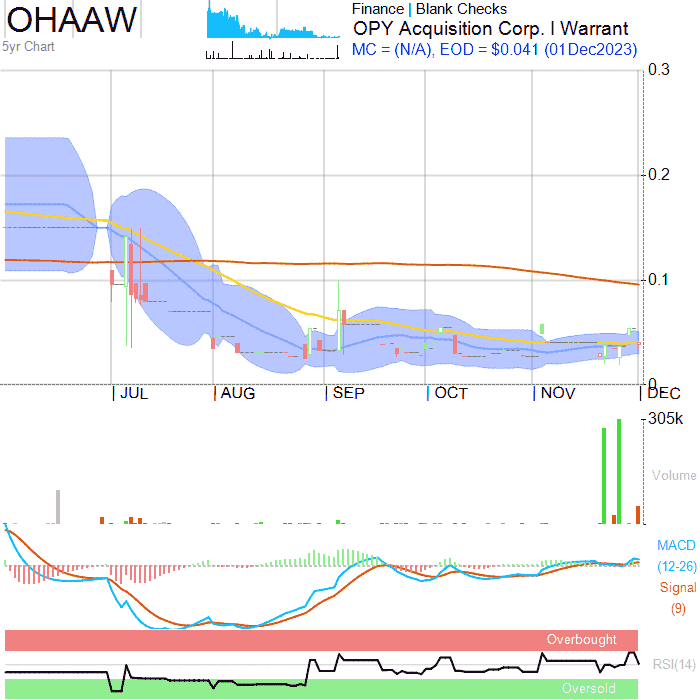 OHAAW
5yr Chart
Finance | Blank Checks
OPY Acquisition Corp. I Warrant
MC = (N/A), EOD = $0.041 (01Dec2023)
0.3
0.2
0.1
0
JUL AUG SEP OCT NOV DEC
305k
Volume
MACD
(12-26)
Signal
(9)
Overbought
RSI(14)
Oversold